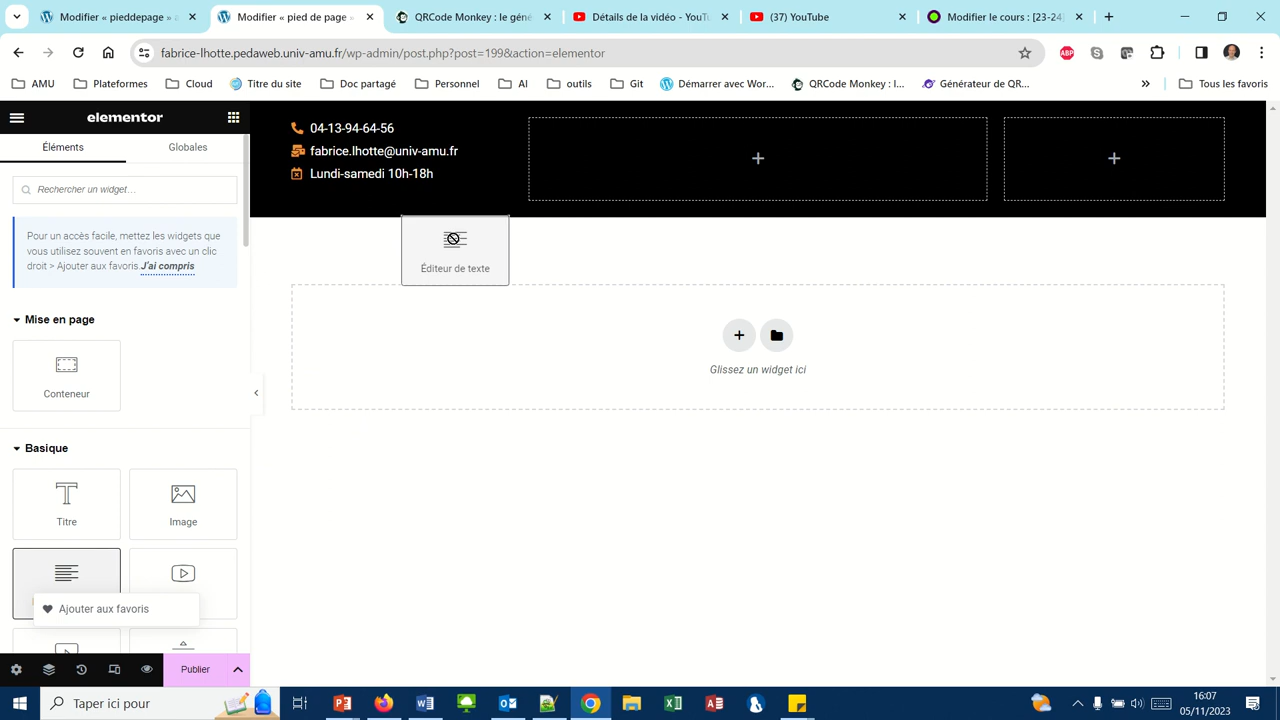 Modifier « pieddepage » a
Modifier « pied de page »
QRCode Monkey : le géné
Détails de la vidéo - YouTu
(37) YouTube
Modifier le cours : [23-24]
fabrice-lhotte.pedaweb.univ-amu.fr/wp-admin/post.php?post=199&action=elementor
ABP
AMU
Plateformes
Cloud
Titre du site
Doc partagé
Personnel
AI
outils
Git
Démarrer avec Wor...
QRCode Monkey : l...
Générateur de QR...
»
Tous les favoris
elementor
Éléments
Globales
Rechercher un widget...
Pour un accès facile, mettez les widgets que
vous utilisez souvent en favoris avec un clic
droit > Ajouter aux favoris. J'ai compris
Mise en page
Conteneur
Basique
Titre
Image
Ajouter aux favoris
Publier
04-13-94-64-56
fabrice.lhotte@univ-amu.fr
Lundi-samedi 10h-18h
Éditeur de texte
Glissez un widget ici
Taper ici pour
16:07
05/11/2023